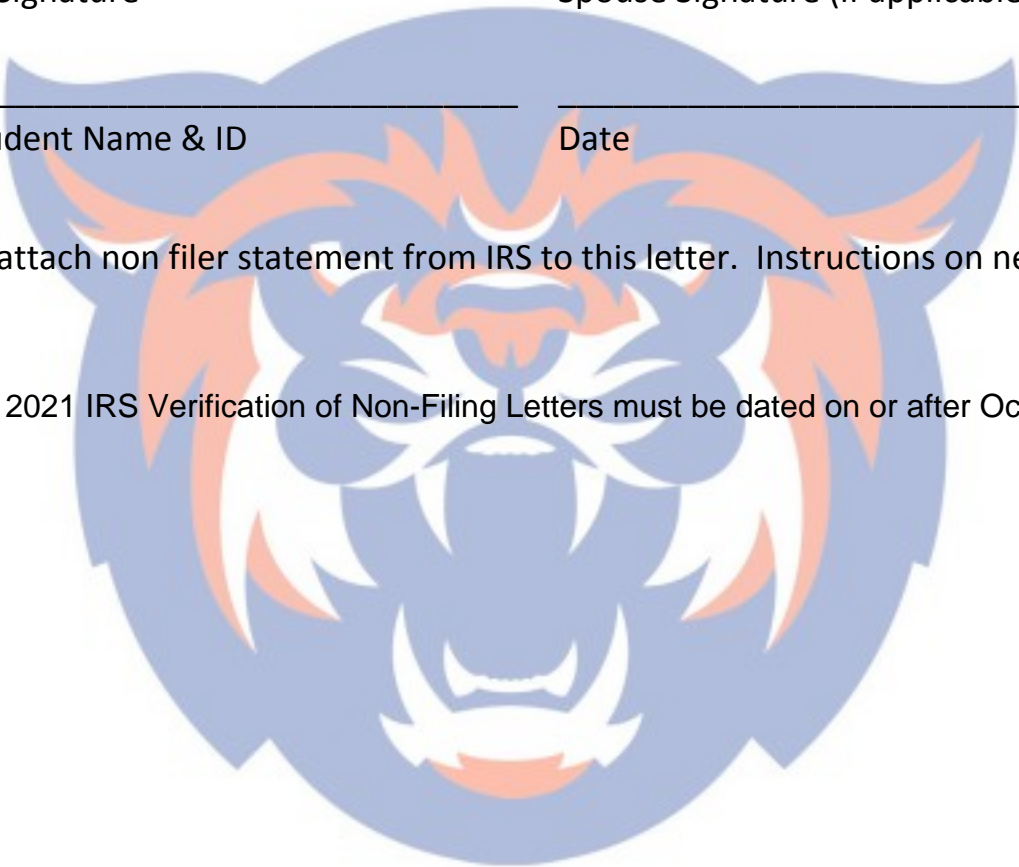 Signature Spouse Signature (if applicable
udent Name & ID Date
attach non filer statement from IRS to this letter. Instructions on ne
2021 IRS Verification of Non-Filing Letters must be dated on or after Oc